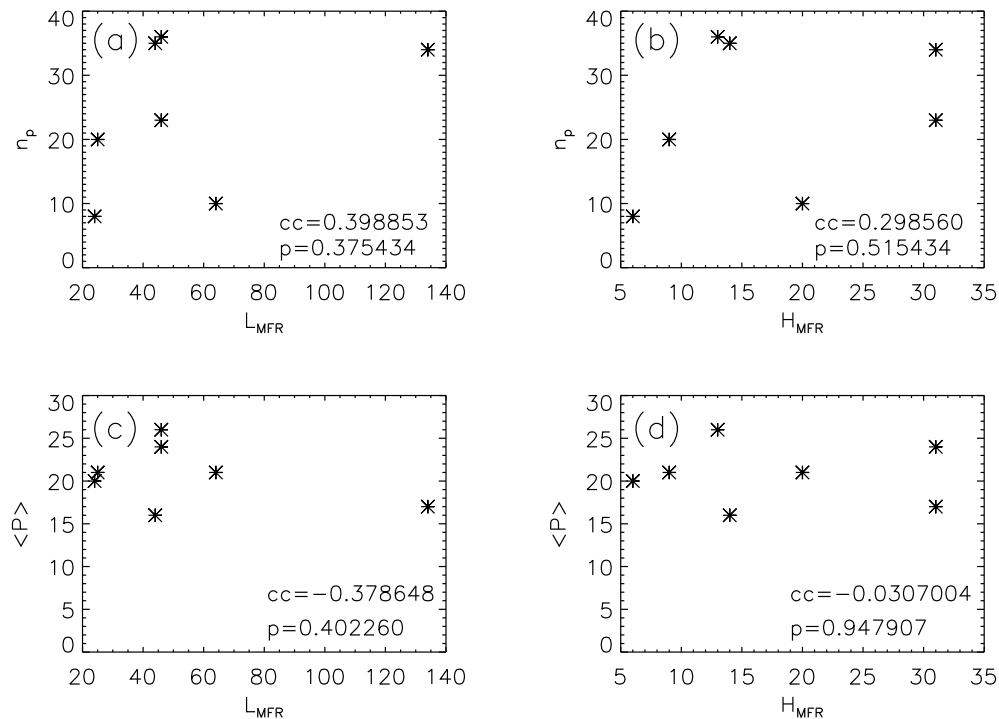 (a)
40
30
20
10
0
n_p
cc=0.398853
p=0.375434
20 40 60 80 100 120 140
L_MFR
(b)
40
30
20
10
0
n_p
cc=0.298560
p=0.515434
5 10 15 20 25 30 35
H_MFR
(c)
30
25
20
15
10
5
0
<P>
cc=−0.378648
p=0.402260
20 40 60 80 100 120 140
L_MFR
(d)
30
25
20
15
10
5
0
<P>
cc=−0.0307004
p=0.947907
5 10 15 20 25 30 35
H_MFR